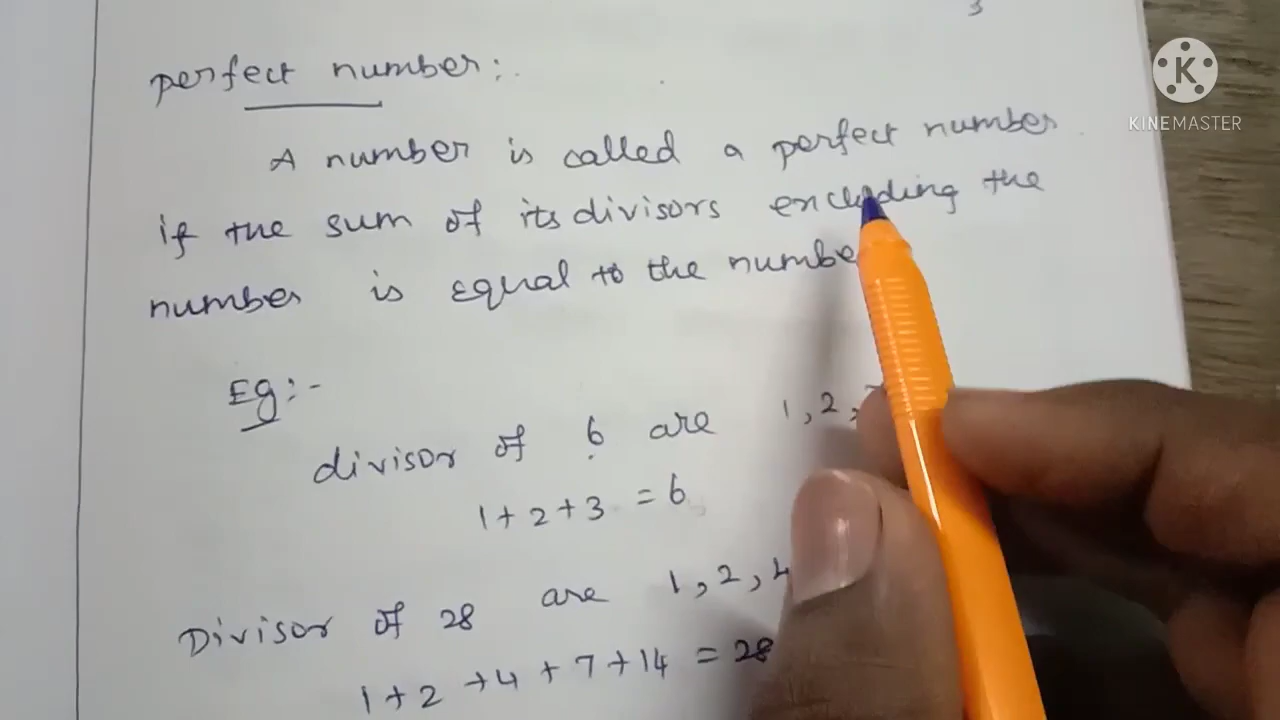 perfect number:
A number is called a perfect number
if the sum of its divisors excluding the
number is equal to the number
Eg:-
divisor of 6 are 1, 2,
1+2+3 = 6
Divisor of 28 are 1, 2, 4
1+2+4+7+14 = 28
K
KINEMASTER